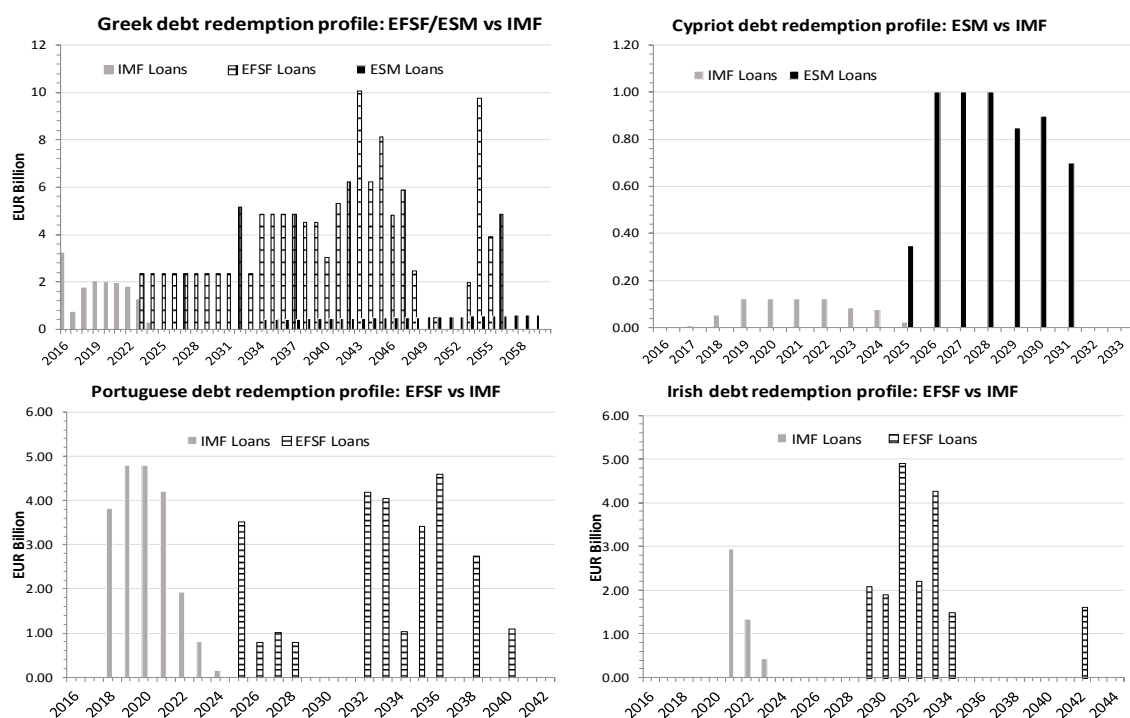 Greek debt redemption profile: EFSF/ESM vs IMF
12
10
8
6
4
2
0
EUR Billion
IMF Loans EFSF Loans ESM Loans
2016 2019 2022 2025 2028 2031 2034 2037 2040 2043 2046 2049 2052 2055 2058
Cypriot debt redemption profile: ESM vs IMF
1.20
1.00
0.80
0.60
0.40
0.20
0.00
IMF Loans ESM Loans
2016 2017 2018 2019 2020 2021 2022 2023 2024 2025 2026 2027 2028 2029 2030 2031 2032 2033
Portuguese debt redemption profile: EFSF vs IMF
6.00
5.00
4.00
3.00
2.00
1.00
0.00
EUR Billion
IMF Loans EFSF Loans
2016 2018 2020 2022 2024 2026 2028 2030 2032 2034 2036 2038 2040 2042
Irish debt redemption profile: EFSF vs IMF
6.00
5.00
4.00
3.00
2.00
1.00
0.00
EUR Billion
IMF Loans EFSF Loans
2016 2018 2020 2022 2024 2026 2028 2030 2032 2034 2036 2038 2040 2042 2044